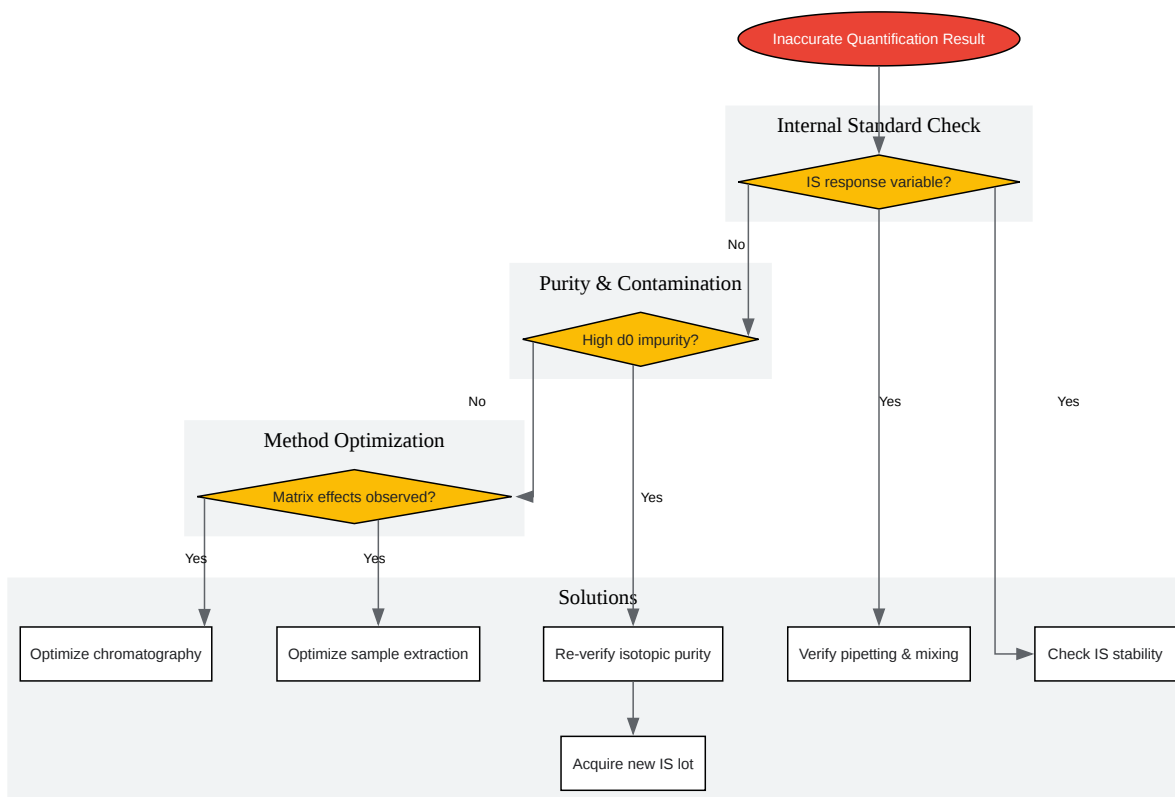 Inaccurate Quantification Result
Internal Standard Check
IS response variable?
No
Purity & Contamination
High d0 impurity?
No
Yes
Yes
Method Optimization
Matrix effects observed?
Yes
Yes
Yes
Solutions
Optimize chromatography
Optimize sample extraction
Re-verify isotopic purity
Verify pipetting & mixing
Check IS stability
Acquire new IS lot